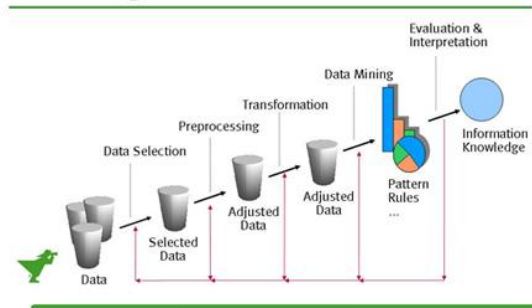 Evaluation &
Interpretation
Data Mining
Transformation
Preprocessing
Data Selection
Information
Knowledge
Pattern
Rules
...
Adjusted
Data
Adjusted
Data
Selected
Data
Data